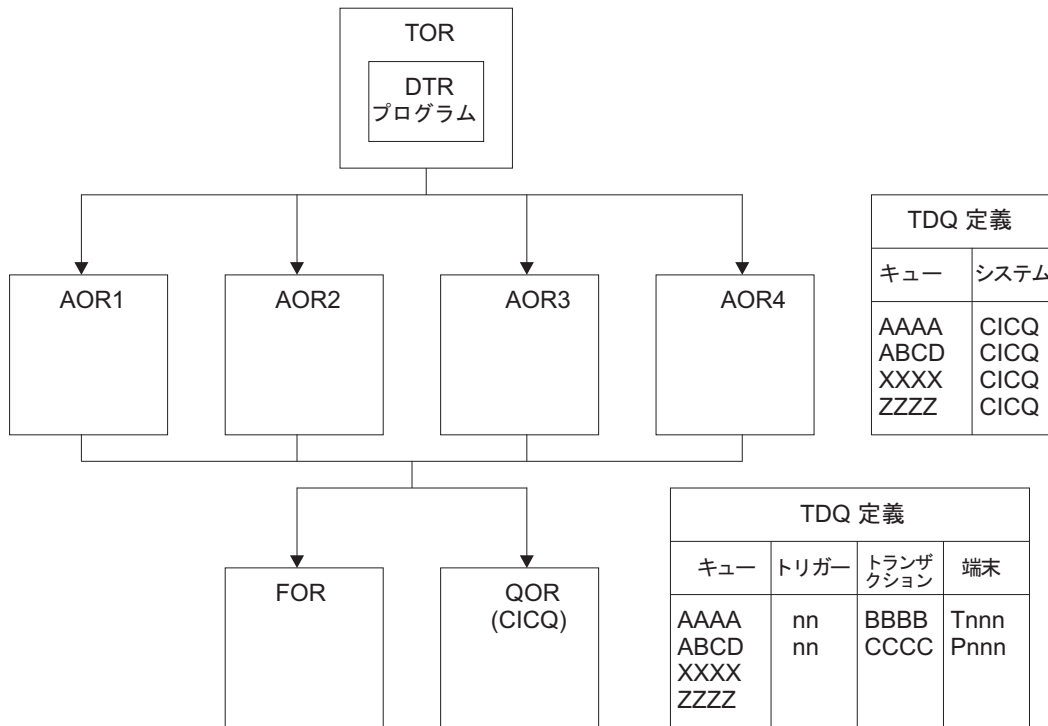 TOR
DTR
プログラム
AOR1
AOR2
AOR3
AOR4
TDQ 定義
キュー システム
AAAA CICQ
ABCD CICQ
XXXX CICQ
ZZZZ CICQ
FOR
QOR
(CICQ)
TDQ 定義
キュー トリガー トランザ
クション 端末
AAAA nn BBBB Tnnn
ABCD nn CCCC Pnnn
XXXX
ZZZZ